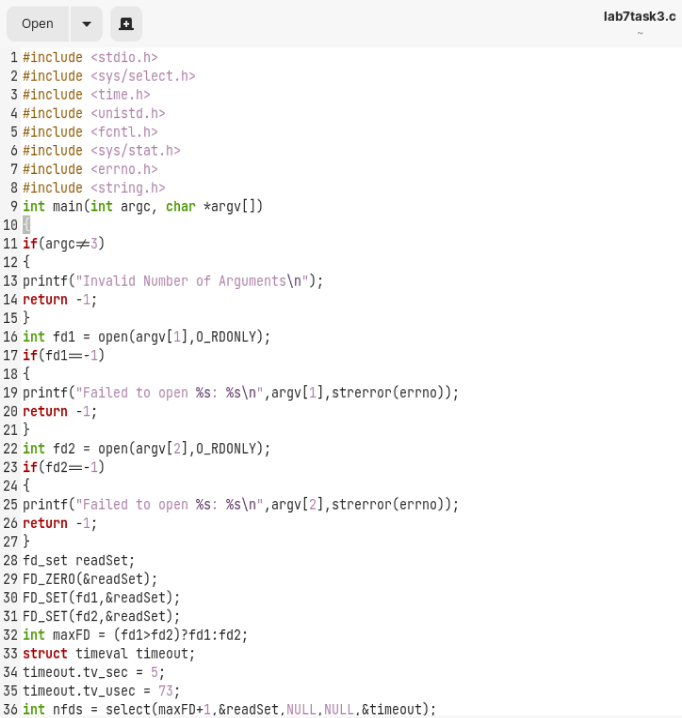 Open
lab7task3.c
~
1 #include <stdio.h>
2 #include <sys/select.h>
3 #include <time.h>
4 #include <unistd.h>
5 #include <fcntl.h>
6 #include <sys/stat.h>
7 #include <errno.h>
8 #include <string.h>
9 int main(int argc, char *argv[])
10 {
11 if(argc!=3)
12 {
13 printf("Invalid Number of Arguments\n");
14 return -1;
15 }
16 int fd1 = open(argv[1],O_RDONLY);
17 if(fd1==-1)
18 {
19 printf("Failed to open %s: %s\n",argv[1],strerror(errno));
20 return -1;
21 }
22 int fd2 = open(argv[2],O_RDONLY);
23 if(fd2==-1)
24 {
25 printf("Failed to open %s: %s\n",argv[2],strerror(errno));
26 return -1;
27 }
28 fd_set readSet;
29 FD_ZERO(&readSet);
30 FD_SET(fd1,&readSet);
31 FD_SET(fd2,&readSet);
32 int maxFD = (fd1>fd2)?fd1:fd2;
33 struct timeval timeout;
34 timeout.tv_sec = 5;
35 timeout.tv_usec = 73;
36 int nfds = select(maxFD+1,&readSet,NULL,NULL,&timeout);